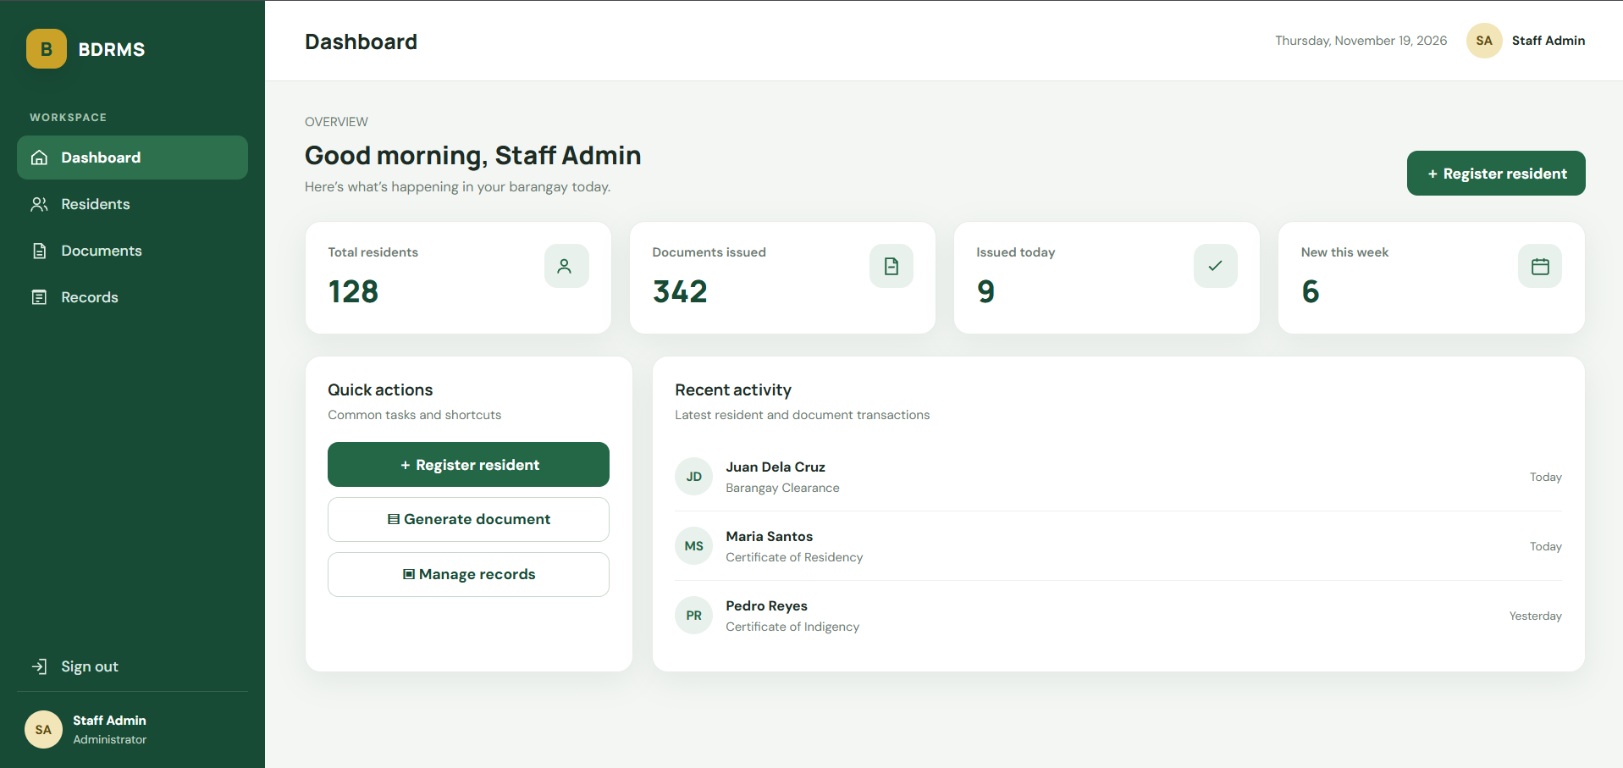 B
BDRMS
WORKSPACE
Dashboard
Residents
Documents
Records
Sign out
SA
Staff Admin
Administrator
Dashboard
Thursday, November 19, 2026
SA
Staff Admin
OVERVIEW
Good morning, Staff Admin
Here's what's happening in your barangay today.
+ Register resident
Total residents
128
Documents issued
342
Issued today
9
New this week
6
Quick actions
Common tasks and shortcuts
+ Register resident
Generate document
Manage records
Recent activity
Latest resident and document transactions
JD
Juan Dela Cruz
Barangay Clearance
Today
MS
Maria Santos
Certificate of Residency
Today
PR
Pedro Reyes
Certificate of Indigency
Yesterday